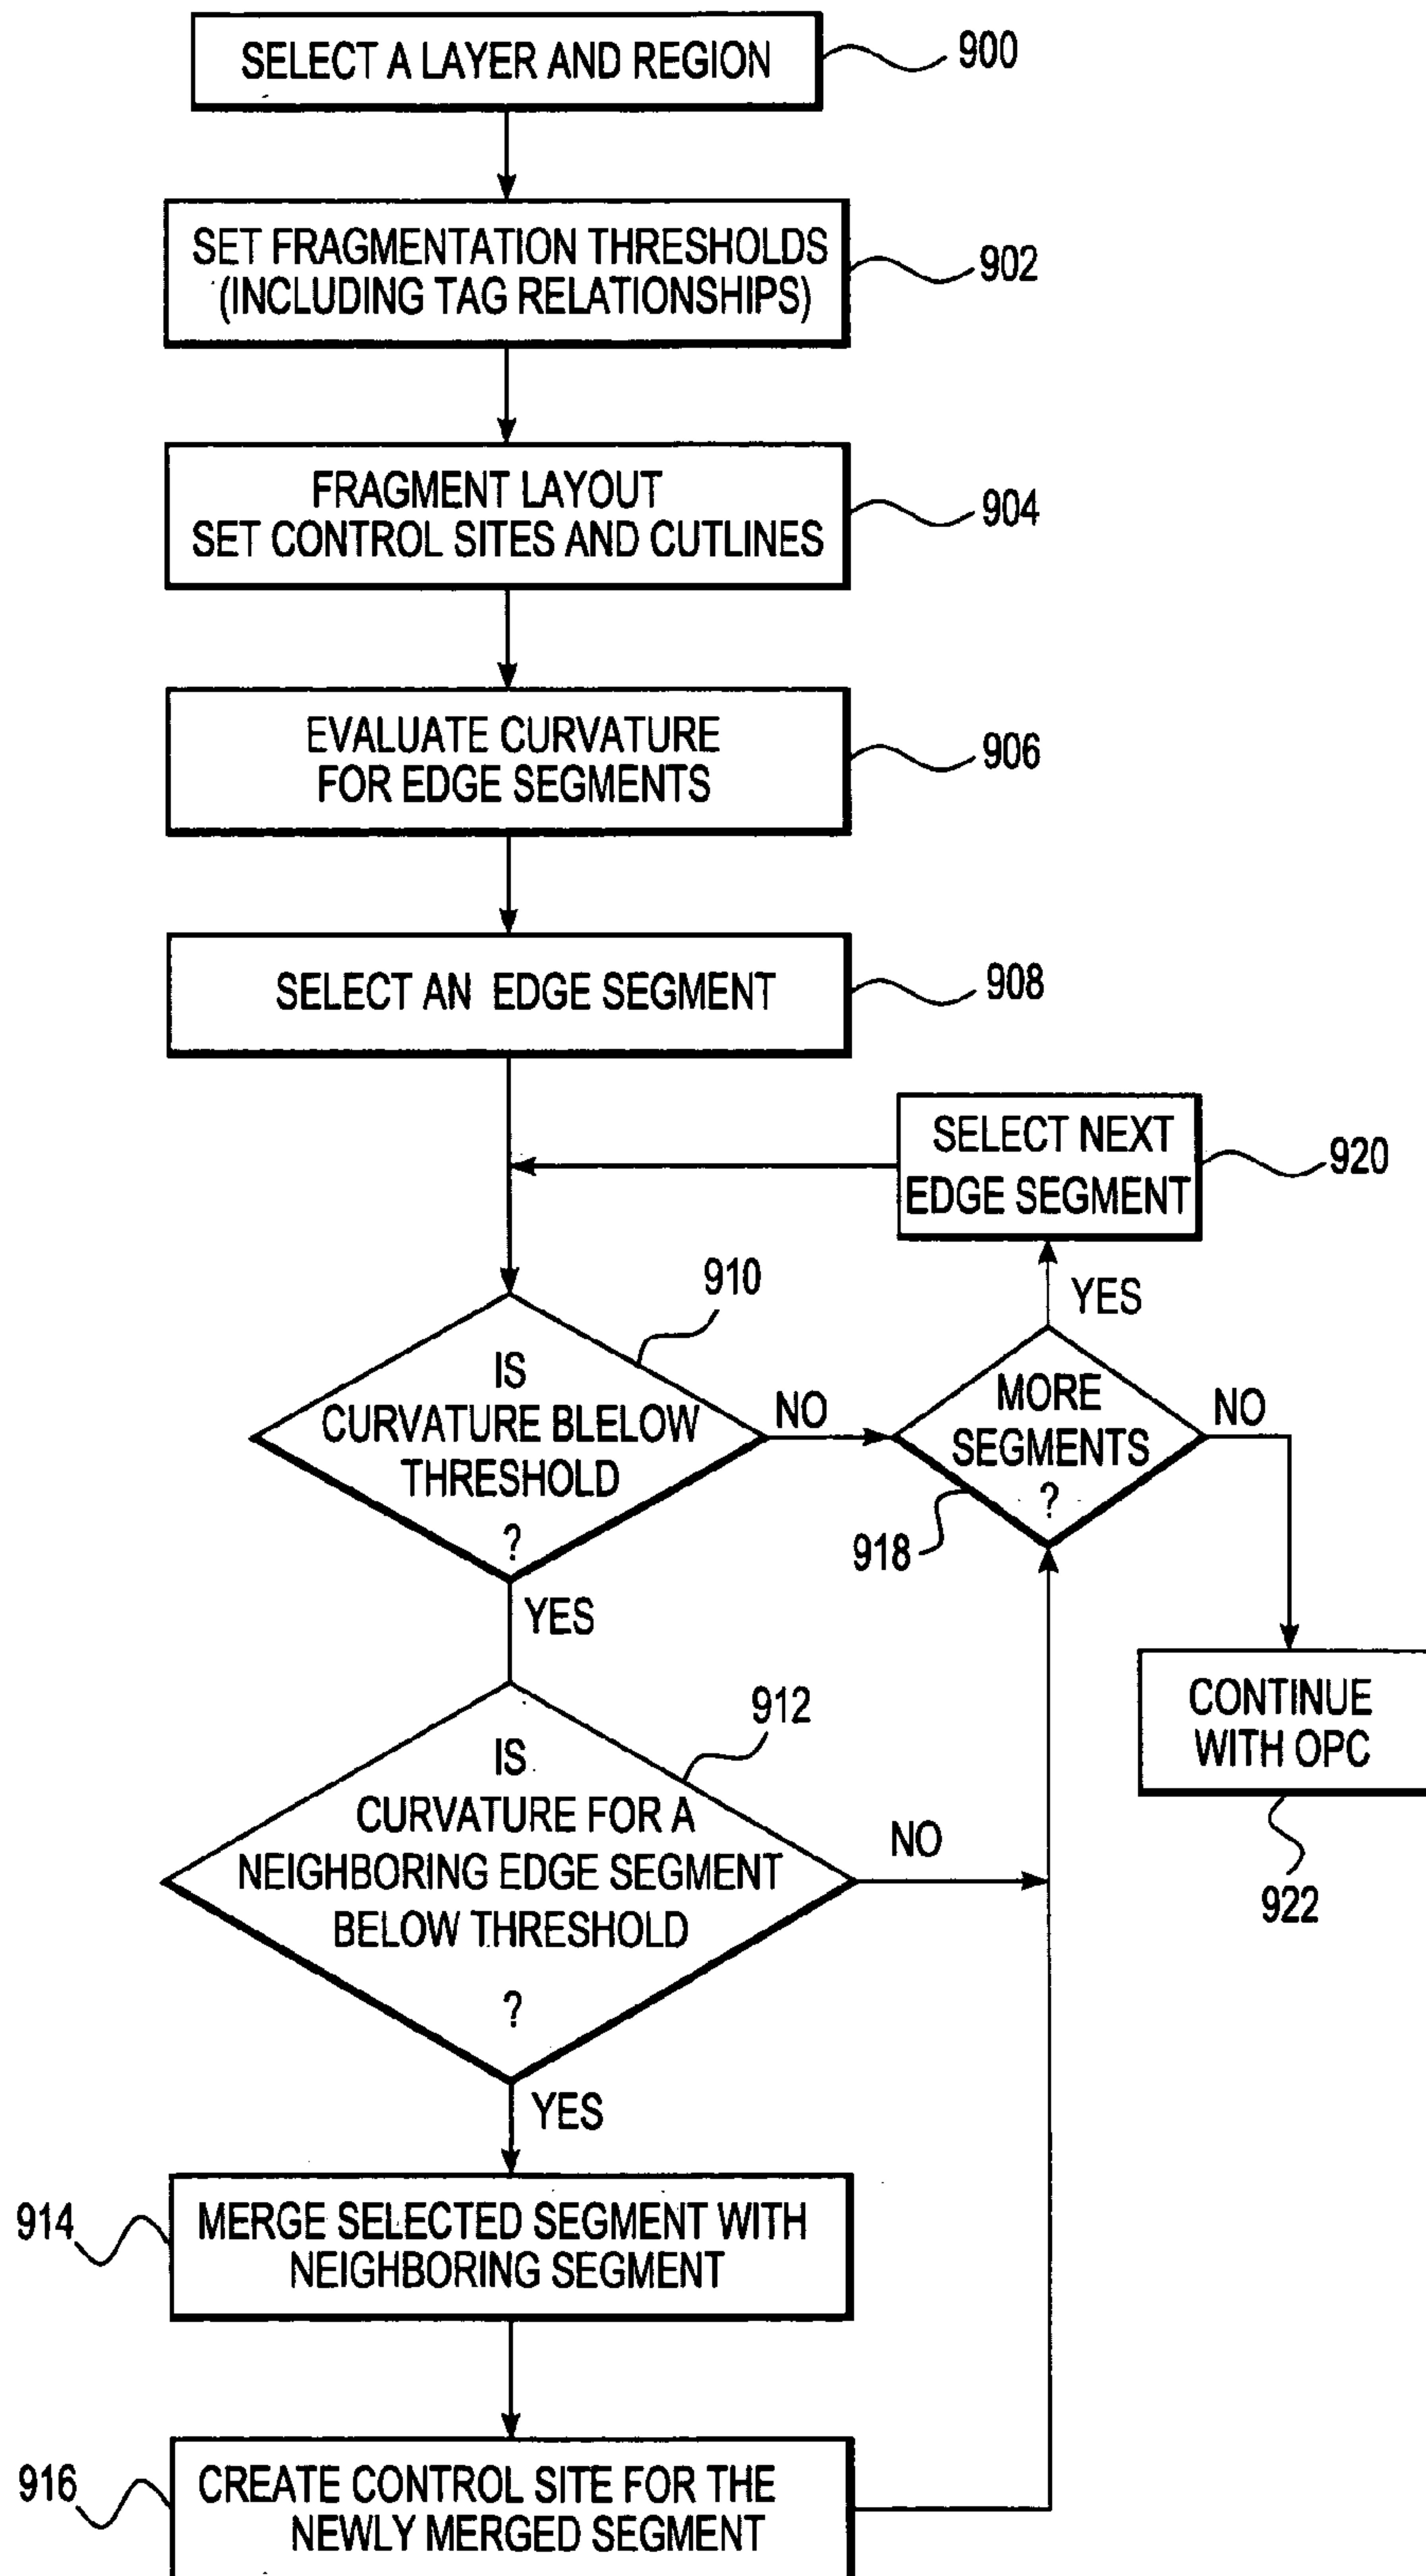 SELECT A LAYER AND REGION
900
SET FRAGMENTATION THRESHOLDS
(INCLUDING TAG RELATIONSHIPS)
902
FRAGMENT LAYOUT
SET CONTROL SITES AND CUTLINES
904
EVALUATE CURVATURE
FOR EDGE SEGMENTS
906
SELECT AN EDGE SEGMENT
908
SELECT NEXT
EDGE SEGMENT
920
910
YES
IS
CURVATURE BLELOW
THRESHOLD
?
NO
MORE
SEGMENTS
?
NO
918
YES
912
IS
CURVATURE FOR A
NEIGHBORING EDGE SEGMENT
BELOW THRESHOLD
?
NO
CONTINUE
WITH OPC
922
YES
914
MERGE SELECTED SEGMENT WITH
NEIGHBORING SEGMENT
916
CREATE CONTROL SITE FOR THE
NEWLY MERGED SEGMENT